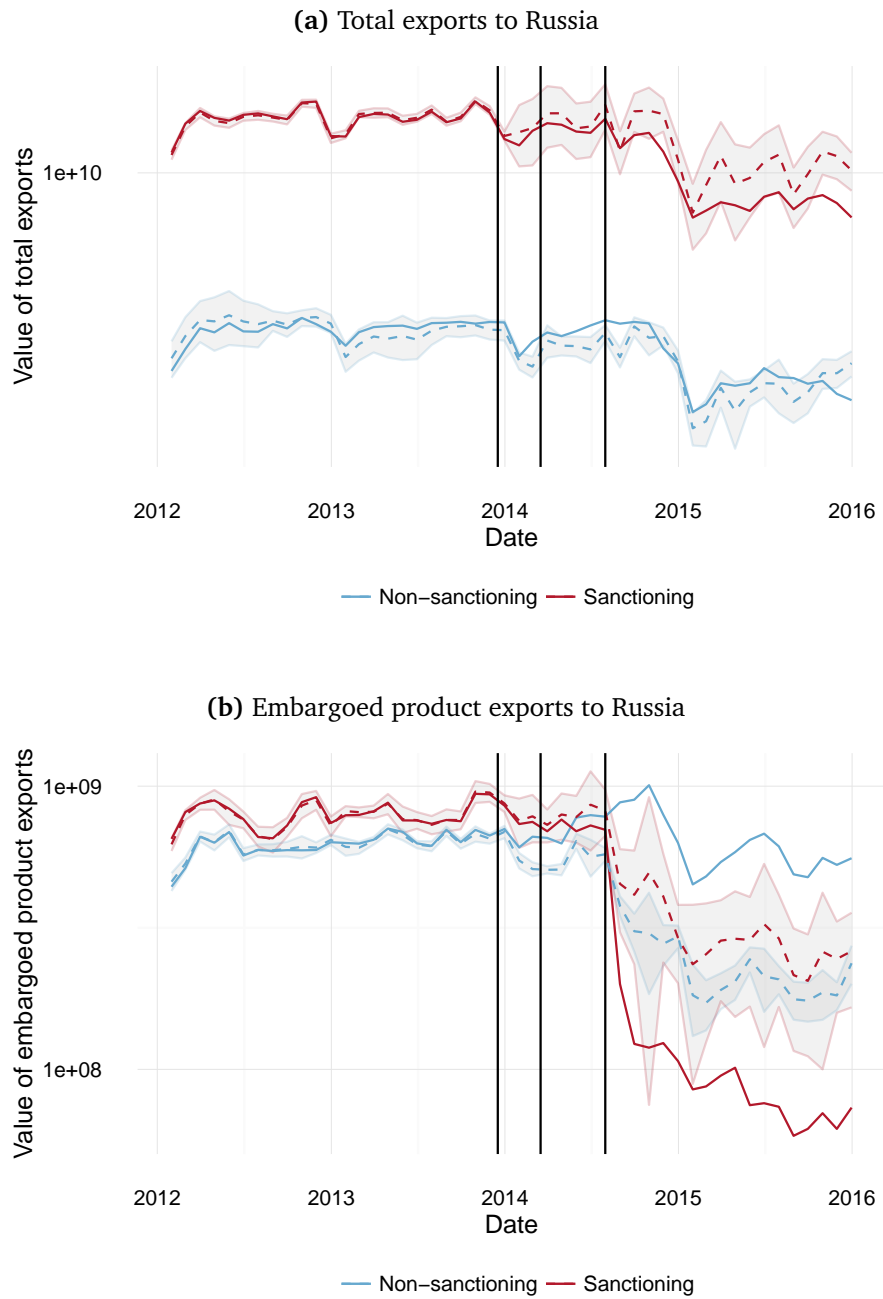 (a) Total exports to Russia
Value of total exports
1e+10
2012 2013 2014 2015 2016
Date
Non−sanctioning Sanctioning
(b) Embargoed product exports to Russia
Value of embargoed product exports
1e+09
1e+08
2012 2013 2014 2015 2016
Date
Non−sanctioning Sanctioning